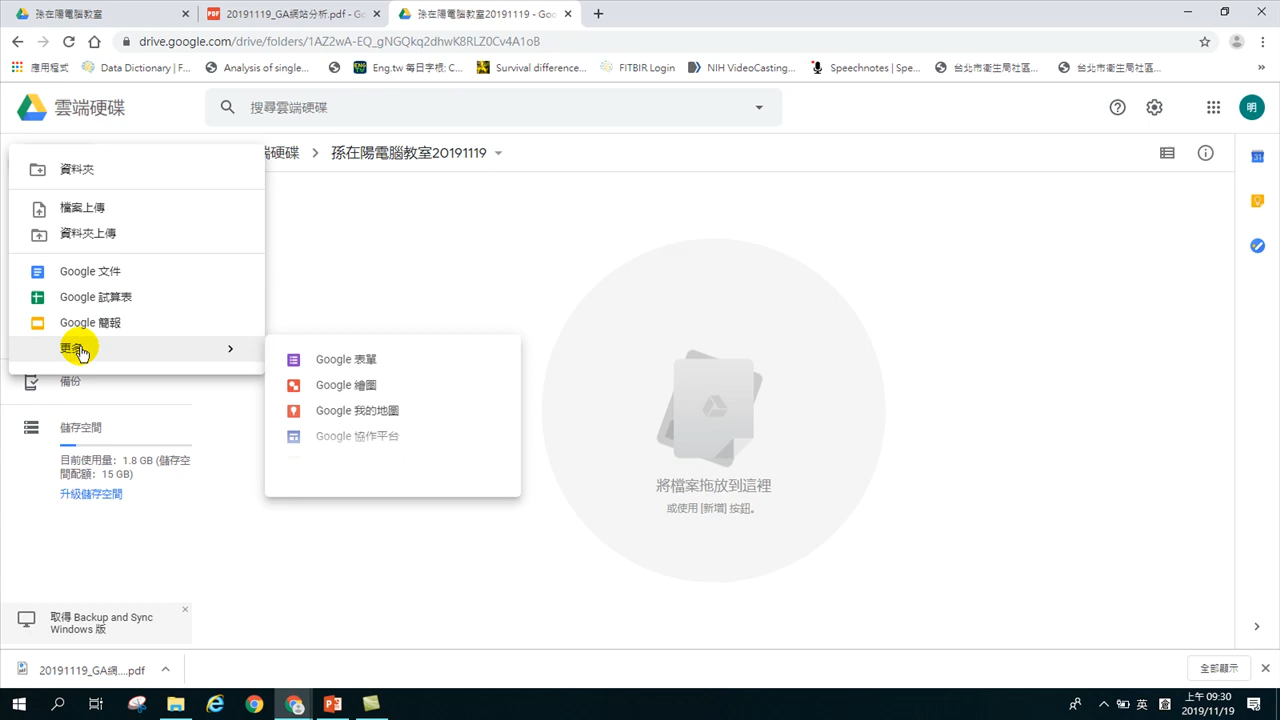 孫在陽電腦教室
20191119_GA網站分析.pdf - Go
孫在陽電腦教室20191119 - Goo
drive.google.com/drive/folders/1AZ2wA-EQ_gNGQkq2dhwK8RLZ0Cv4A1oB
應用程式
Data Dictionary | F...
Analysis of single...
Eng.tw 每日字根: C...
Survival difference...
FITBIR Login
NIH VideoCasting...
Speechnotes | Spe...
台北市衛生局社區...
台北市衛生局社區...
雲端硬碟
搜尋雲端硬碟
明
端硬碟
孫在陽電腦教室20191119
資料夾
檔案上傳
資料夾上傳
Google 文件
Google 試算表
Google 簡報
更多
Google 表單
Google 繪圖
Google 我的地圖
Google 協作平台
備份
儲存空間
目前使用量：1.8 GB (儲存空
間配額：15 GB)
升級儲存空間
將檔案拖放到這裡
或使用 [新增] 按鈕。
取得 Backup and Sync
Windows 版
20191119_GA網....pdf
全部顯示
英
上午 09:30
2019/11/19